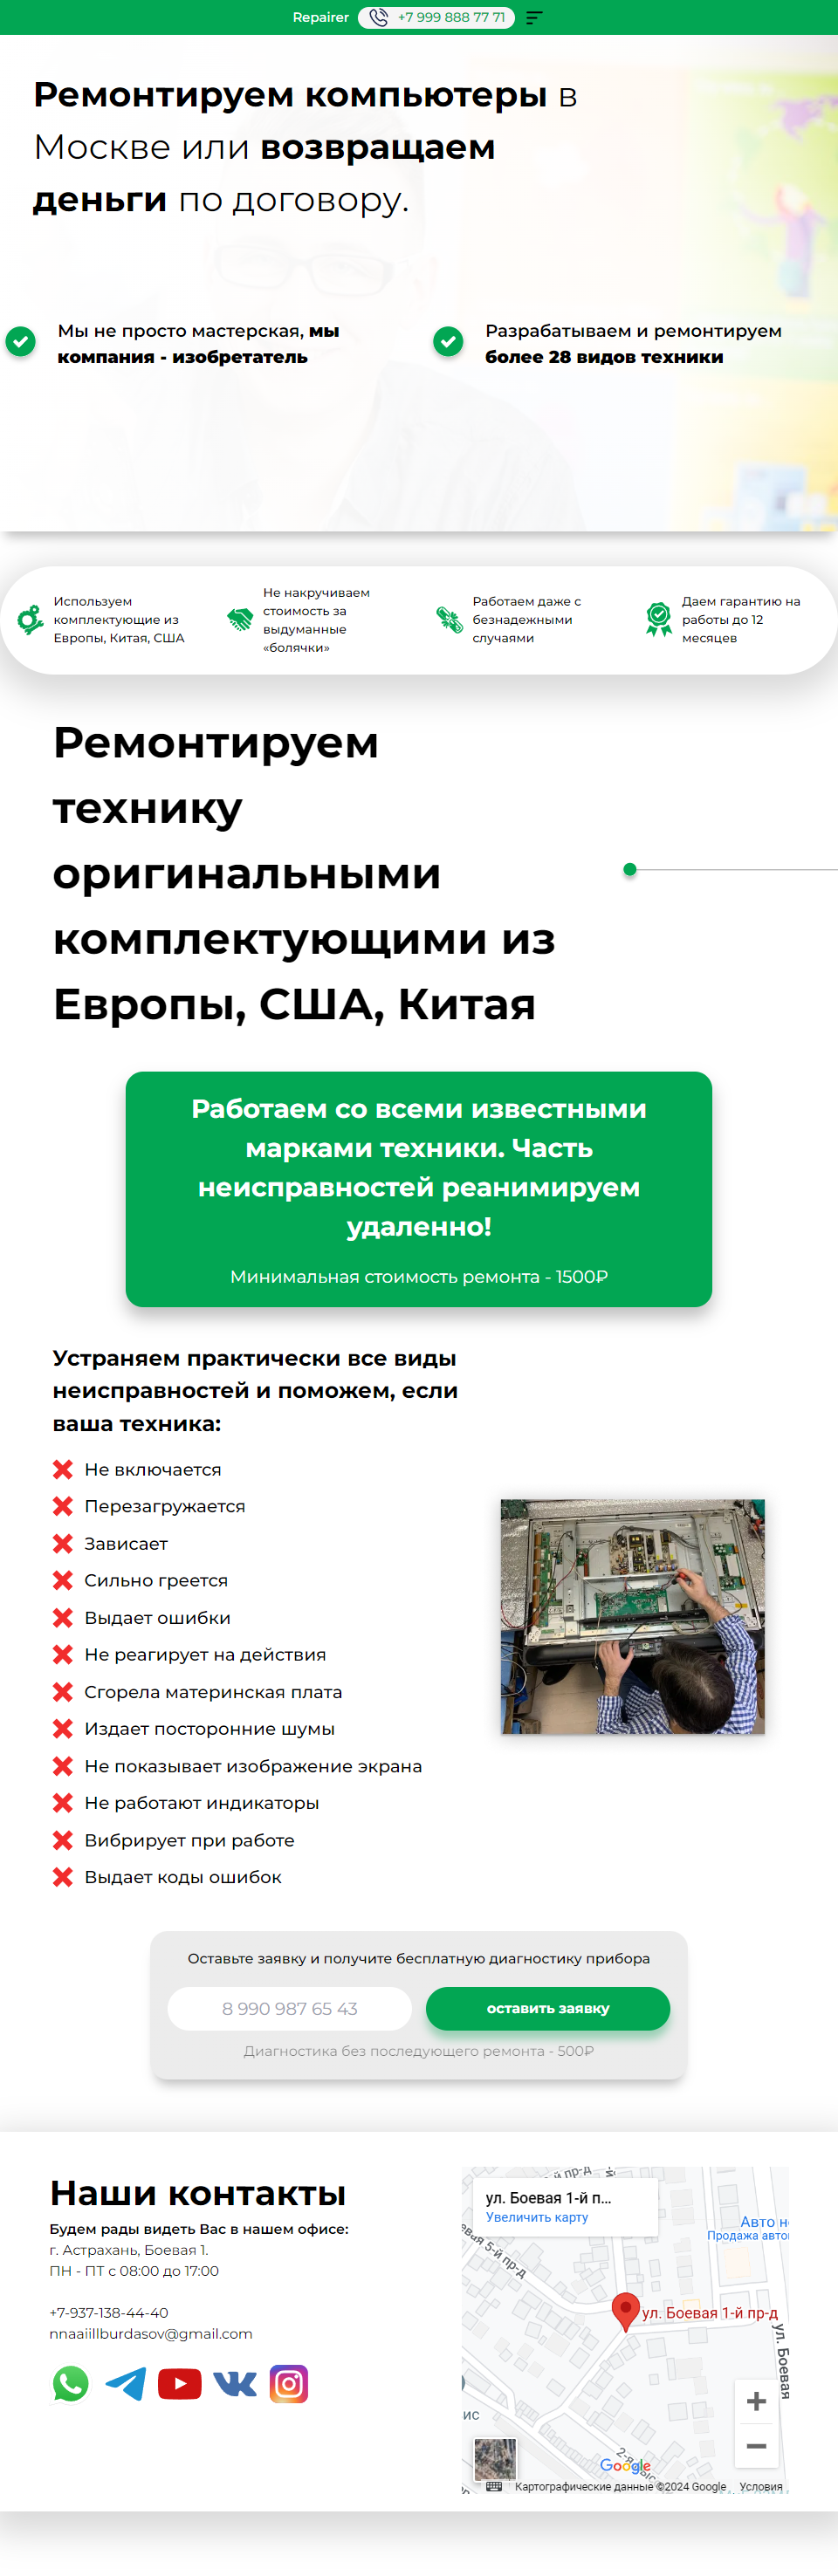 Repairer
+7 999 888 77 71
Ремонтируем компьютеры в
Москве или возвращаем
деньги по договору.
Мы не просто мастерская, мы
компания - изобретатель
Разрабатываем и ремонтируем
более 28 видов техники
Используем
комплектующие из
Европы, Китая, США
Не накручиваем
стоимость за
выдуманные
«болячки»
Работаем даже с
безнадежными
случаями
Даем гарантию на
работы до 12
месяцев
Ремонтируем
технику
оригинальными
комплектующими из
Европы, США, Китая
Работаем со всеми известными
марками техники. Часть
неисправностей реанимируем
удаленно!
Минимальная стоимость ремонта - 1500₽
Устраняем практически все виды
неисправностей и поможем, если
ваша техника:
Не включается
Перезагружается
Зависает
Сильно греется
Выдает ошибки
Не реагирует на действия
Сгорела материнская плата
Издает посторонние шумы
Не показывает изображение экрана
Не работают индикаторы
Вибрирует при работе
Выдает коды ошибок
Оставьте заявку и получите бесплатную диагностику прибора
8 990 987 65 43
оставить заявку
Диагностика без последующего ремонта - 500₽
Наши контакты
Будем рады видеть Вас в нашем офисе:
г. Астрахань, Боевая 1.
ПН - ПТ с 08:00 до 17:00
+7-937-138-44-40
nnaaiillburdasov@gmail.com
й пр-д
ул. Боевая 1-й п...
Увеличить карту
Авто н
Продажа авто
евая 5-й пр-д
ул. Боевая 1-й пр-д
ул. Боевая
ис
Google
Картографические данные ©2024 Google
Условия